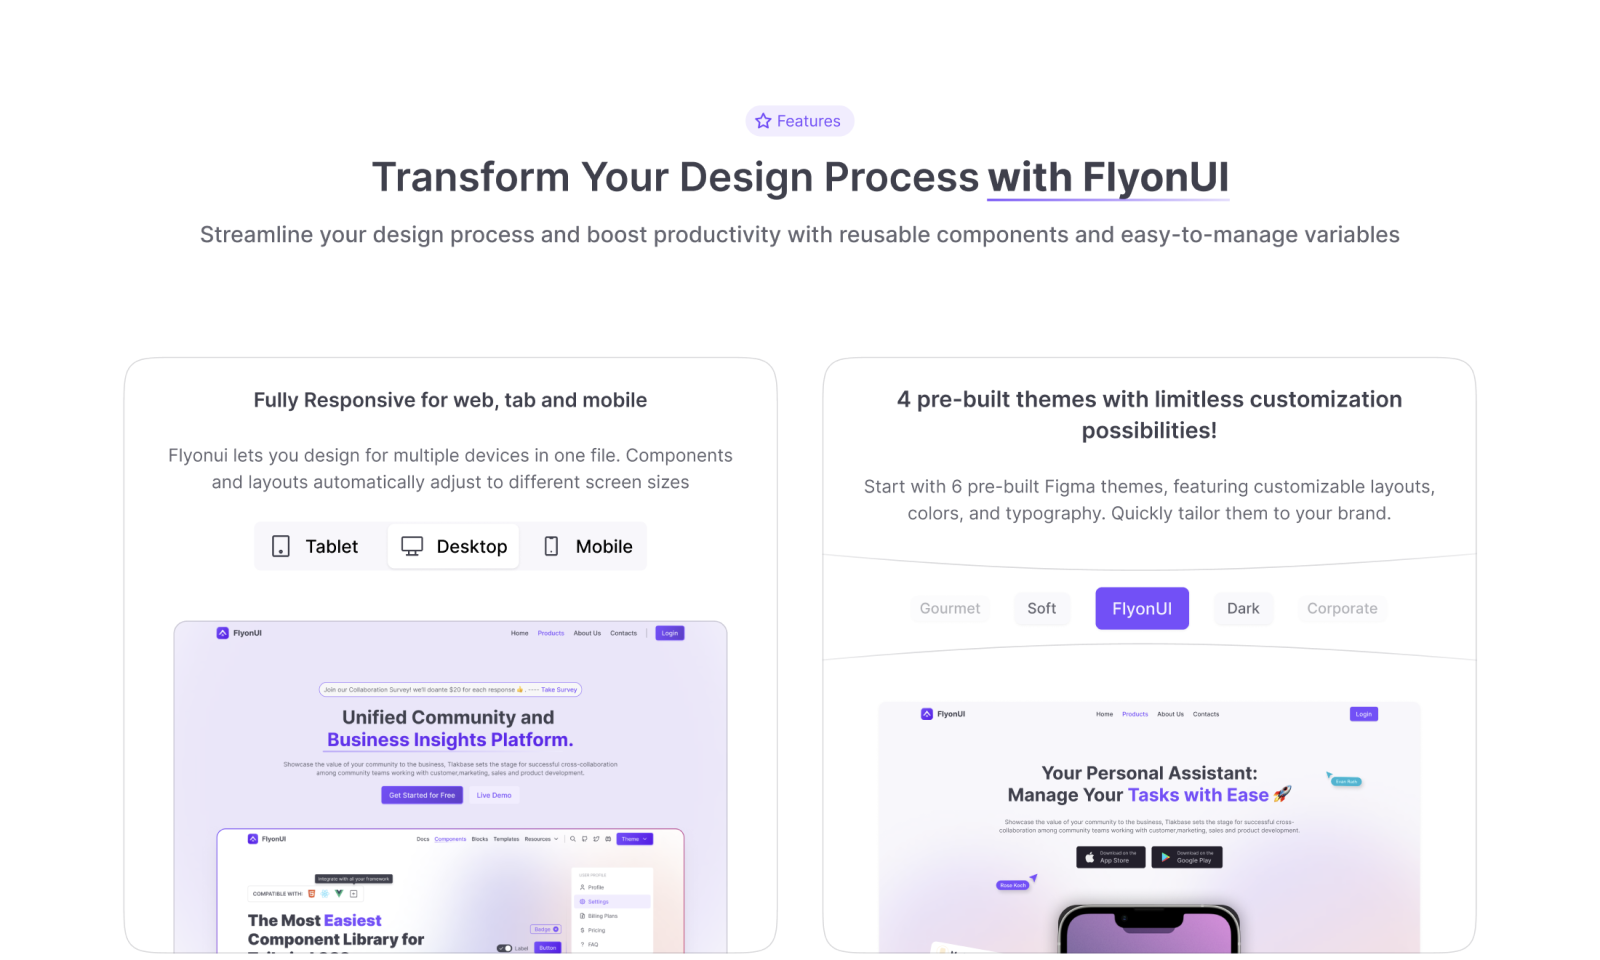 Features
Transform Your Design Process with FlyonUI
Streamline your design process and boost productivity with reusable components and easy-to-manage variables
Fully Responsive for web, tab and mobile
Flyonui lets you design for multiple devices in one file. Components
and layouts automatically adjust to different screen sizes
Tablet Desktop Mobile
FlyonUI Home Products About Us Contacts Login
Join our Collaboration Survey! we'll doante $20 for each response 👍 . —— Take Survey
Unified Community and
Business Insights Platform.
Showcase the value of your community to the business, Tlakbase sets the stage for successful cross-collaboration
among community teams working with customer,marketing, sales and product development.
Get Started for Free Live Demo
FlyonUI Docs Components Blocks Templates Resources Theme
Integrate with all your framework
COMPATIBLE WITH:
The Most Easiest
Component Library for
USER PROFILE
Profile
Settings
Billing Plans
Pricing
FAQ
Badge
Label Button
4 pre-built themes with limitless customization
possibilities!
Start with 6 pre-built Figma themes, featuring customizable layouts,
colors, and typography. Quickly tailor them to your brand.
Gourmet Soft FlyonUI Dark Corporate
FlyonUI Home Products About Us Contacts Login
Your Personal Assistant:
Manage Your Tasks with Ease 🚀
Showcase the value of your community to the business, Tlakbase sets the stage for successful cross-
collaboration among community teams working with customer,marketing, sales and product development.
Download on the
App Store
Download on the
Google Play
Rose Koch